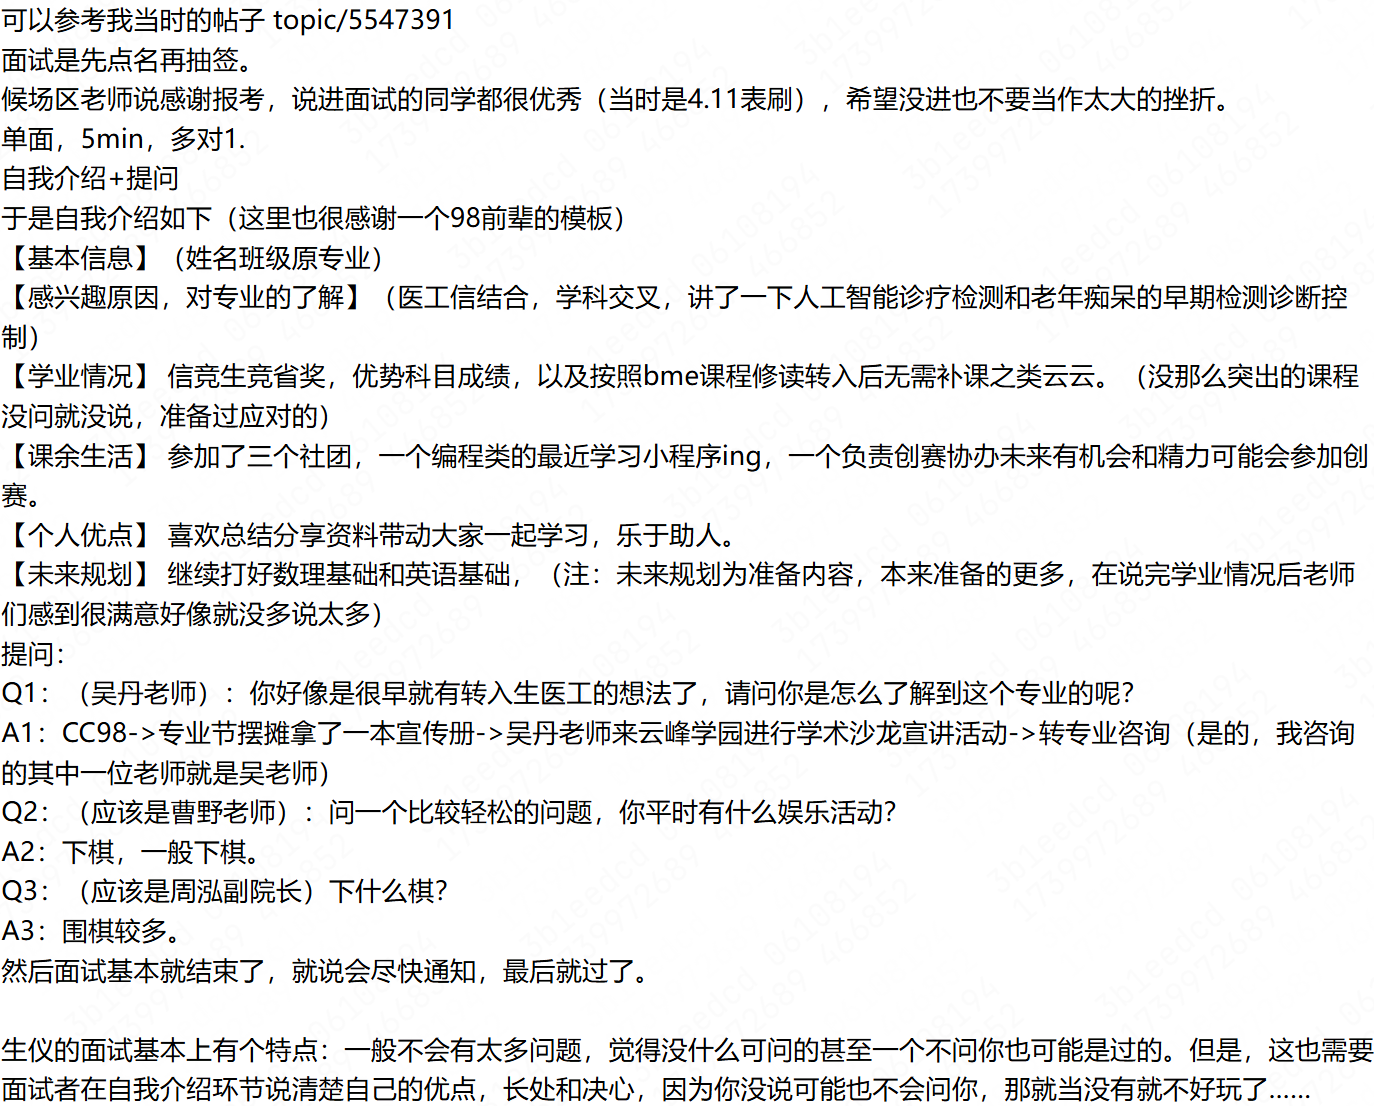 可以参考我当时的帖子 topic/5547391
面试是先点名再抽签。
候场区老师说感谢报考，说进面试的同学都很优秀（当时是4.11表刷），希望没进也不要当作太大的挫折。
单面，5min，多对1.
自我介绍+提问
于是自我介绍如下（这里也很感谢一个98前辈的模板）
【基本信息】（姓名班级原专业）
【感兴趣原因，对专业的了解】（医工信结合，学科交叉，讲了一下人工智能诊疗检测和老年痴呆的早期检测诊断控
制）
【学业情况】 信竞生竞省奖，优势科目成绩，以及按照bme课程修读转入后无需补课之类云云。（没那么突出的课程
没问就没说，准备过应对的）
【课余生活】 参加了三个社团，一个编程类的最近学习小程序ing，一个负责创赛协办未来有机会和精力可能会参加创
赛。
【个人优点】 喜欢总结分享资料带动大家一起学习，乐于助人。
【未来规划】 继续打好数理基础和英语基础，（注：未来规划为准备内容，本来准备的更多，在说完学业情况后老师
们感到很满意好像就没多说太多）
提问：
Q1：（吴丹老师）：你好像是很早就有转入生医工的想法了，请问你是怎么了解到这个专业的呢？
A1：CC98->专业节摆摊拿了一本宣传册->吴丹老师来云峰学园进行学术沙龙宣讲活动->转专业咨询（是的，我咨询
的其中一位老师就是吴老师）
Q2：（应该是曹野老师）：问一个比较轻松的问题，你平时有什么娱乐活动？
A2：下棋，一般下棋。
Q3：（应该是周泓副院长）下什么棋？
A3：围棋较多。
然后面试基本就结束了，就说会尽快通知，最后就过了。
生仪的面试基本上有个特点：一般不会有太多问题，觉得没什么可问的甚至一个不问你也可能是过的。但是，这也需要
面试者在自我介绍环节说清楚自己的优点，长处和决心，因为你没说可能也不会问你，那就当没有就不好玩了......